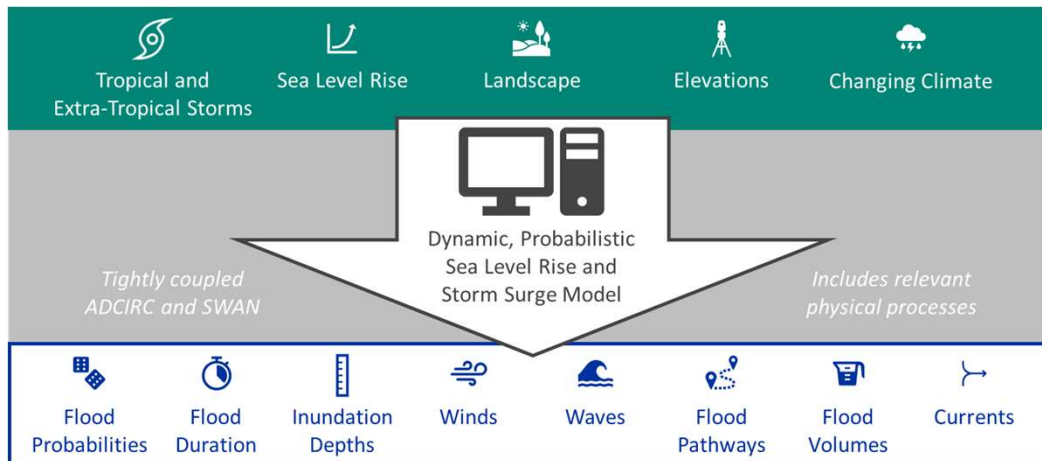 Tropical and
Extra-Tropical Storms
Sea Level Rise
Landscape
Elevations
Changing Climate
Dynamic, Probabilistic
Sea Level Rise and
Storm Surge Model
Tightly coupled
ADCIRC and SWAN
Includes relevant
physical processes
Flood
Probabilities
Flood
Duration
Inundation
Depths
Winds
Waves
Flood
Pathways
Flood
Volumes
Currents